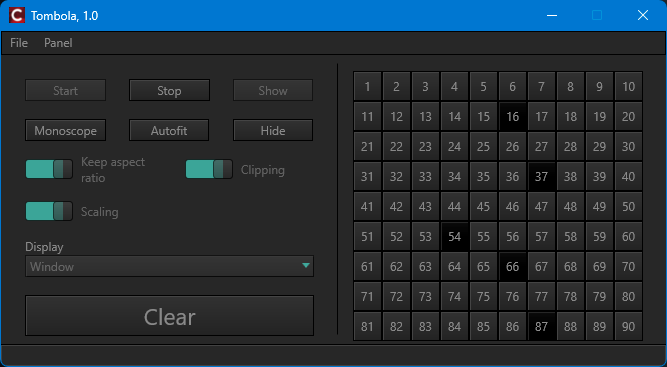 C Tombola, 1.0
File Panel
Start Stop Show
Monoscope Autofit Hide
Keep aspect
ratio
Clipping
Scaling
Display
Window
Clear
1 2 3 4 5 6 7 8 9 10
11 12 13 14 15 16 17 18 19 20
21 22 23 24 25 26 27 28 29 30
31 32 33 34 35 36 37 38 39 40
41 42 43 44 45 46 47 48 49 50
51 52 53 54 55 56 57 58 59 60
61 62 63 64 65 66 67 68 69 70
71 72 73 74 75 76 77 78 79 80
81 82 83 84 85 86 87 88 89 90